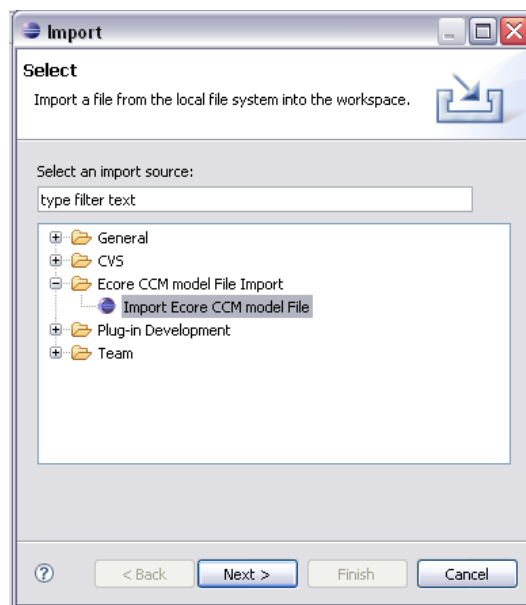 Import
Select
Import a file from the local file system into the workspace.
Select an import source:
type filter text
General
CVS
Ecore CCM model File Import
Import Ecore CCM model File
Plug-in Development
Team
? < Back Next > Finish Cancel